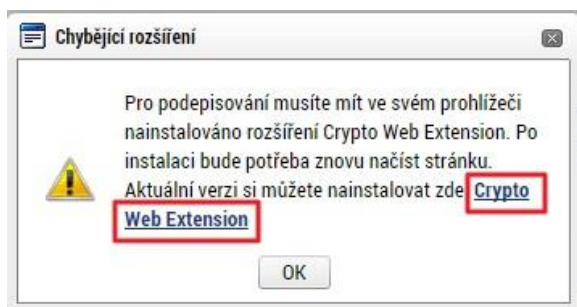 Chybějící rozšíření
Pro podepisování musíte mít ve svém prohlížeči
nainstalováno rozšíření Crypto Web Extension. Po
instalaci bude potřeba znovu načíst stránku.
Aktuální verzi si můžete nainstalovat zde Crypto
Web Extension
OK